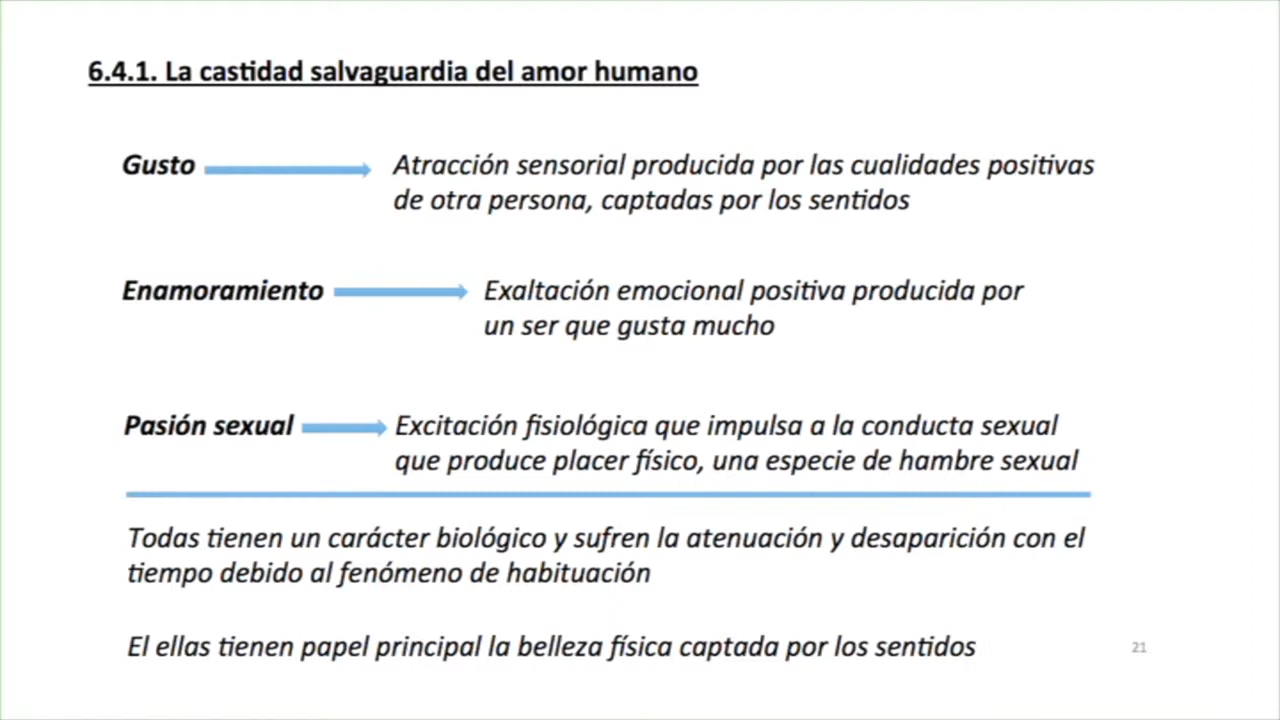 6.4.1. La castidad salvaguardia del amor humano
Gusto
Atracción sensorial producida por las cualidades positivas
de otra persona, captadas por los sentidos
Enamoramiento
Exaltación emocional positiva producida por
un ser que gusta mucho
Pasión sexual
Excitación fisiológica que impulsa a la conducta sexual
que produce placer físico, una especie de hambre sexual
Todas tienen un carácter biológico y sufren la atenuación y desaparición con el
tiempo debido al fenómeno de habituación
El ellas tienen papel principal la belleza física captada por los sentidos
21